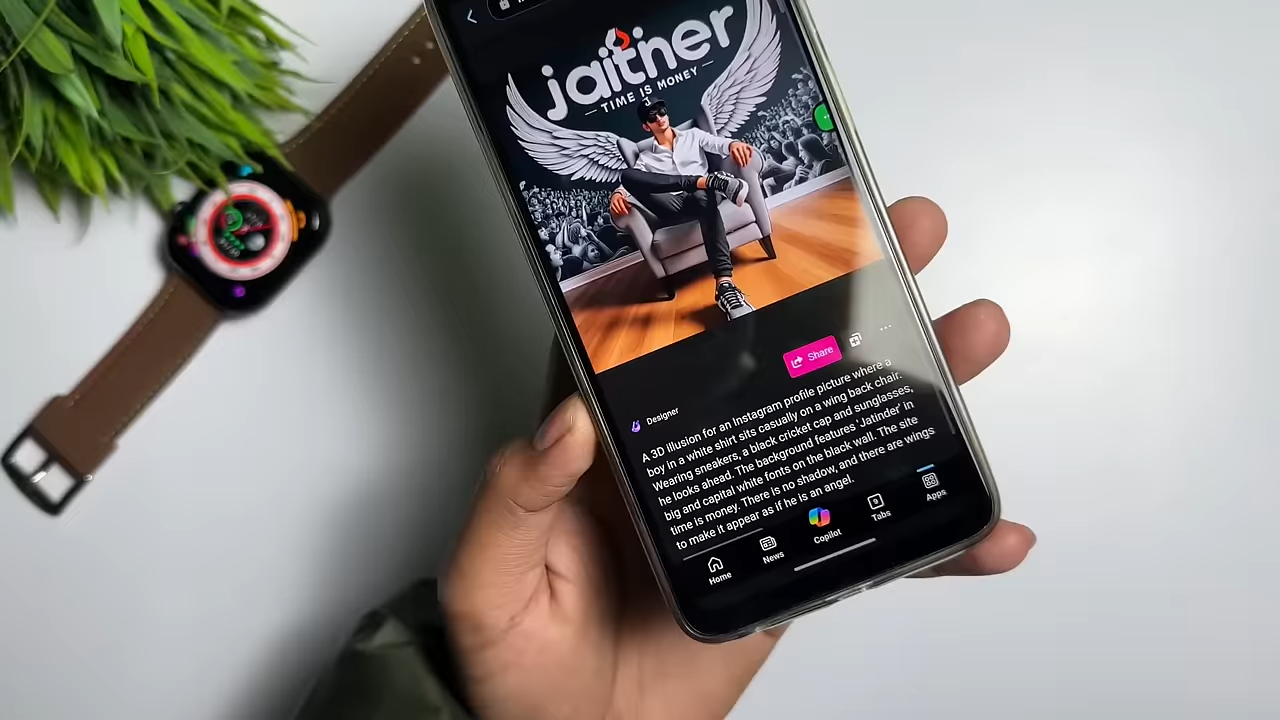 jaitner
— TIME IS MONEY —
Share
Designer
A 3D illusion for an Instagram profile picture where a
boy in a white shirt sits casually on a wing back chair.
Wearing sneakers, a black cricket cap and sunglasses,
he looks ahead. The background features 'Jatinder' in
big and capital white fonts on the black wall. The site
time is money. There is no shadow, and there are wings
to make it appear as if he is an angel.
Home
News
Copilot
9
Tabs
Apps